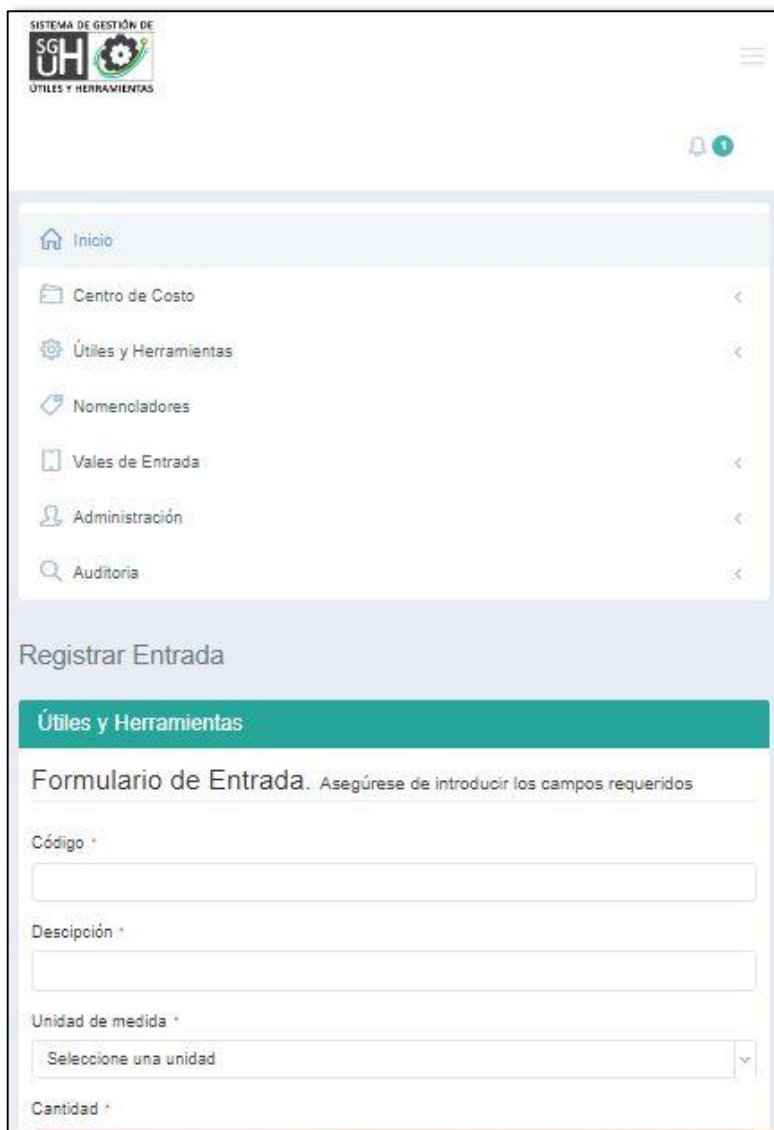 SISTEMA DE GESTIÓN DE
SG
UH
ÚTILES Y HERRAMIENTAS
1
Inicio
Centro de Costo
Útiles y Herramientas
Nomencladores
Vales de Entrada
Administración
Auditoria
Registrar Entrada
Útiles y Herramientas
Formulario de Entrada. Asegúrese de introducir los campos requeridos
Código *
Descipción *
Unidad de medida *
Seleccione una unidad
Cantidad *